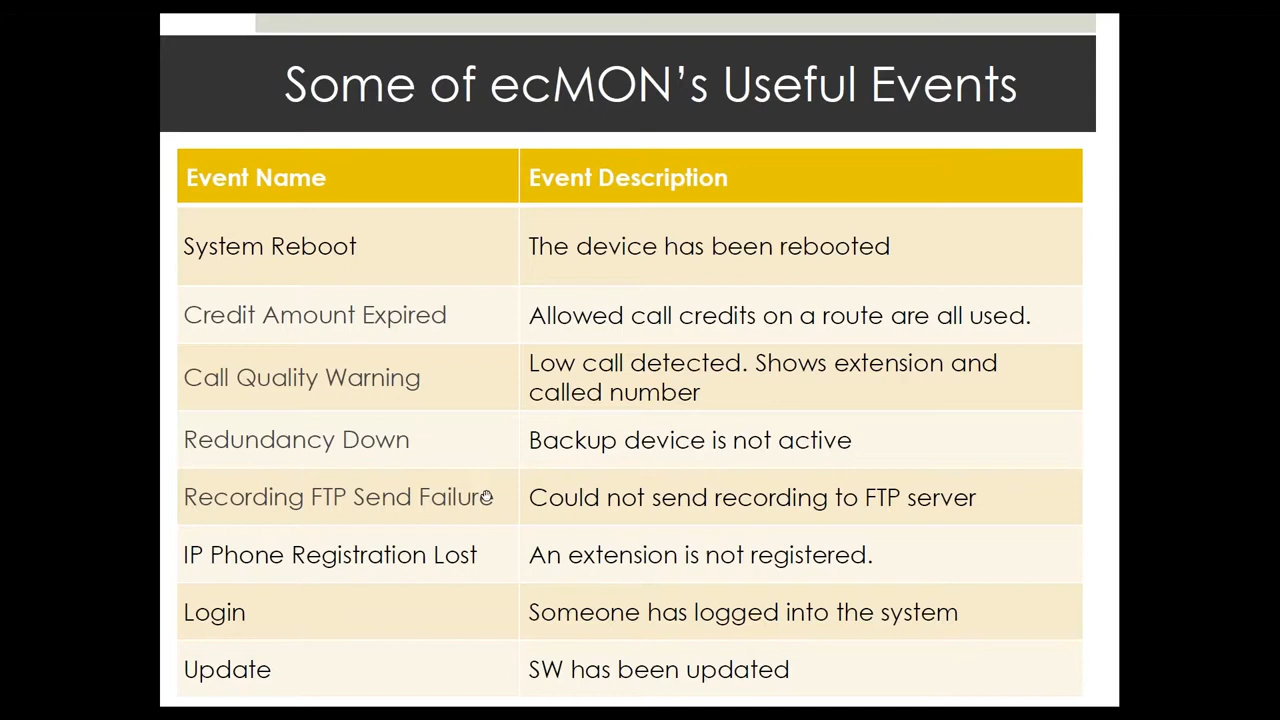 Some of ecMON’s Useful Events
Event Name
Event Description
System Reboot
The device has been rebooted
Credit Amount Expired
Allowed call credits on a route are all used.
Call Quality Warning
Low call detected. Shows extension and
called number
Redundancy Down
Backup device is not active
Recording FTP Send Failure
Could not send recording to FTP server
IP Phone Registration Lost
An extension is not registered.
Login
Someone has logged into the system
Update
SW has been updated